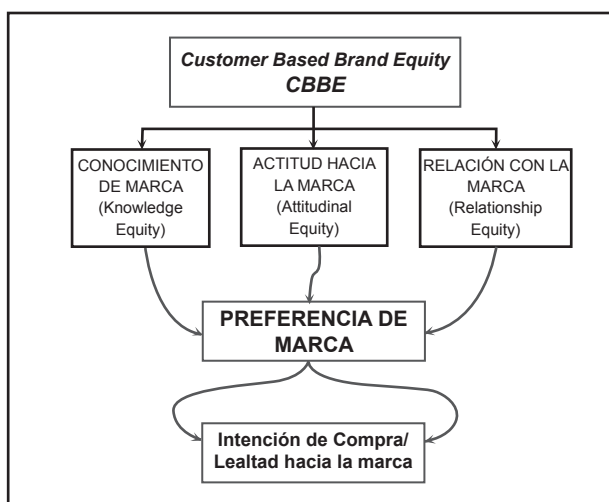 Customer Based Brand Equity
CBBE
CONOCIMIENTO
DE MARCA
(Knowledge
Equity)
ACTITUD HACIA
LA MARCA
(Attitudinal
Equity)
RELACIÓN CON LA
MARCA
(Relationship
Equity)
PREFERENCIA DE
MARCA
Intención de Compra/
Lealtad hacia la marca